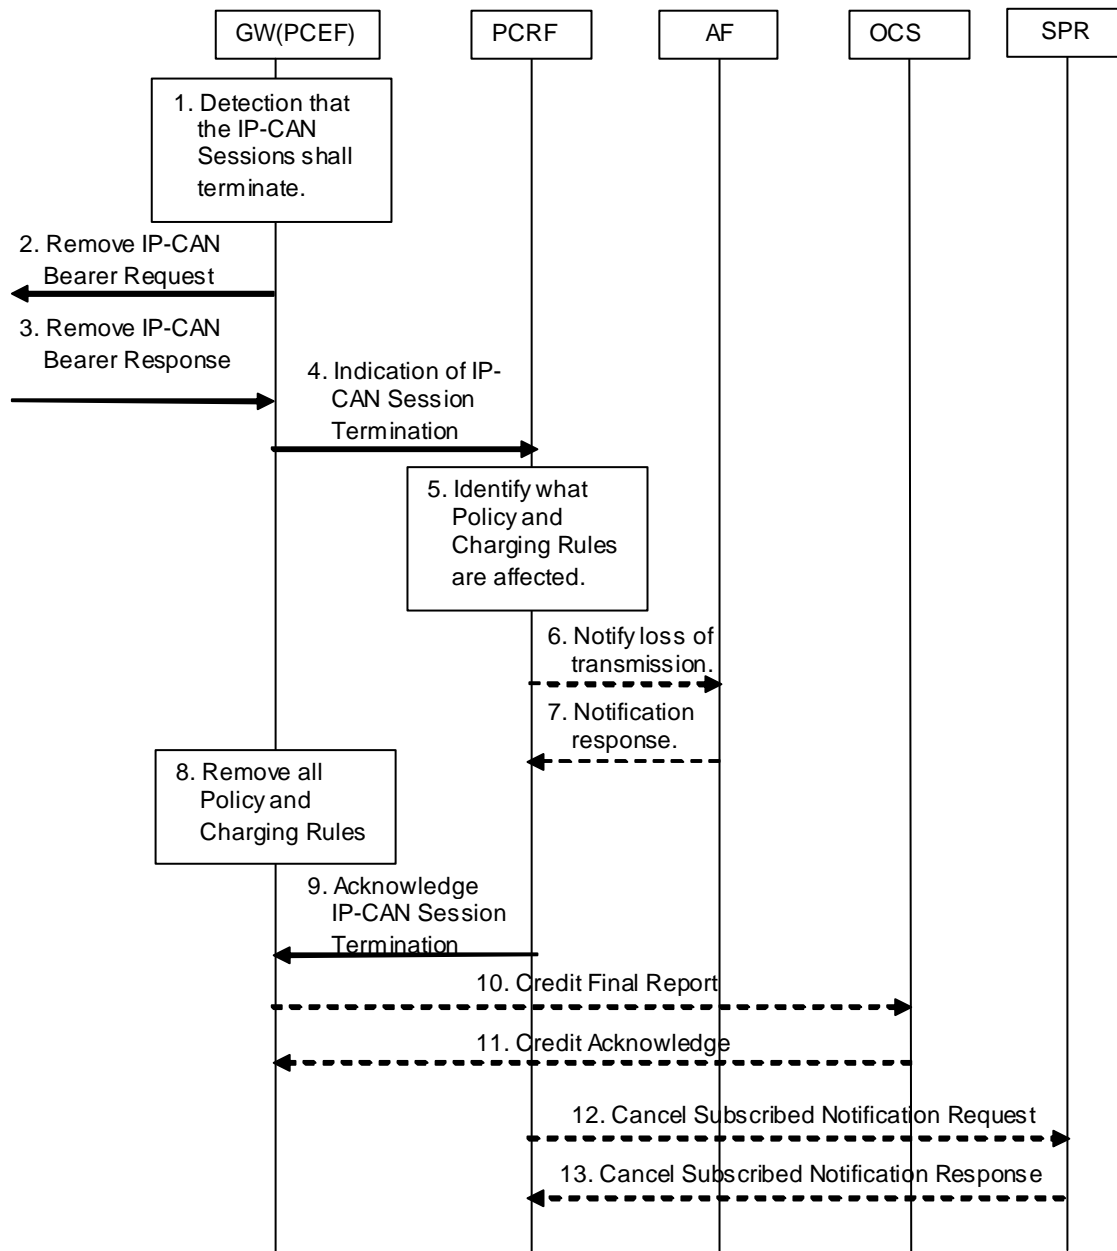 GW(PCEF)
PCRF
AF
OCS
SPR
1. Detection that
the IP-CAN
Sessions shall
terminate.
2. Remove IP-CAN
Bearer Request
3. Remove IP-CAN
Bearer Response
4. Indication of IP-
CAN Session
Termination
5. Identify what
Policy and
Charging Rules
are affected.
6. Notify loss of
transmission.
7. Notification
response.
8. Remove all
Policy and
Charging Rules
9. Acknowledge
IP-CAN Session
Termination
10. Credit Final Report
11. Credit Acknowledge
12. Cancel Subscribed Notification Request
13. Cancel Subscribed Notification Response